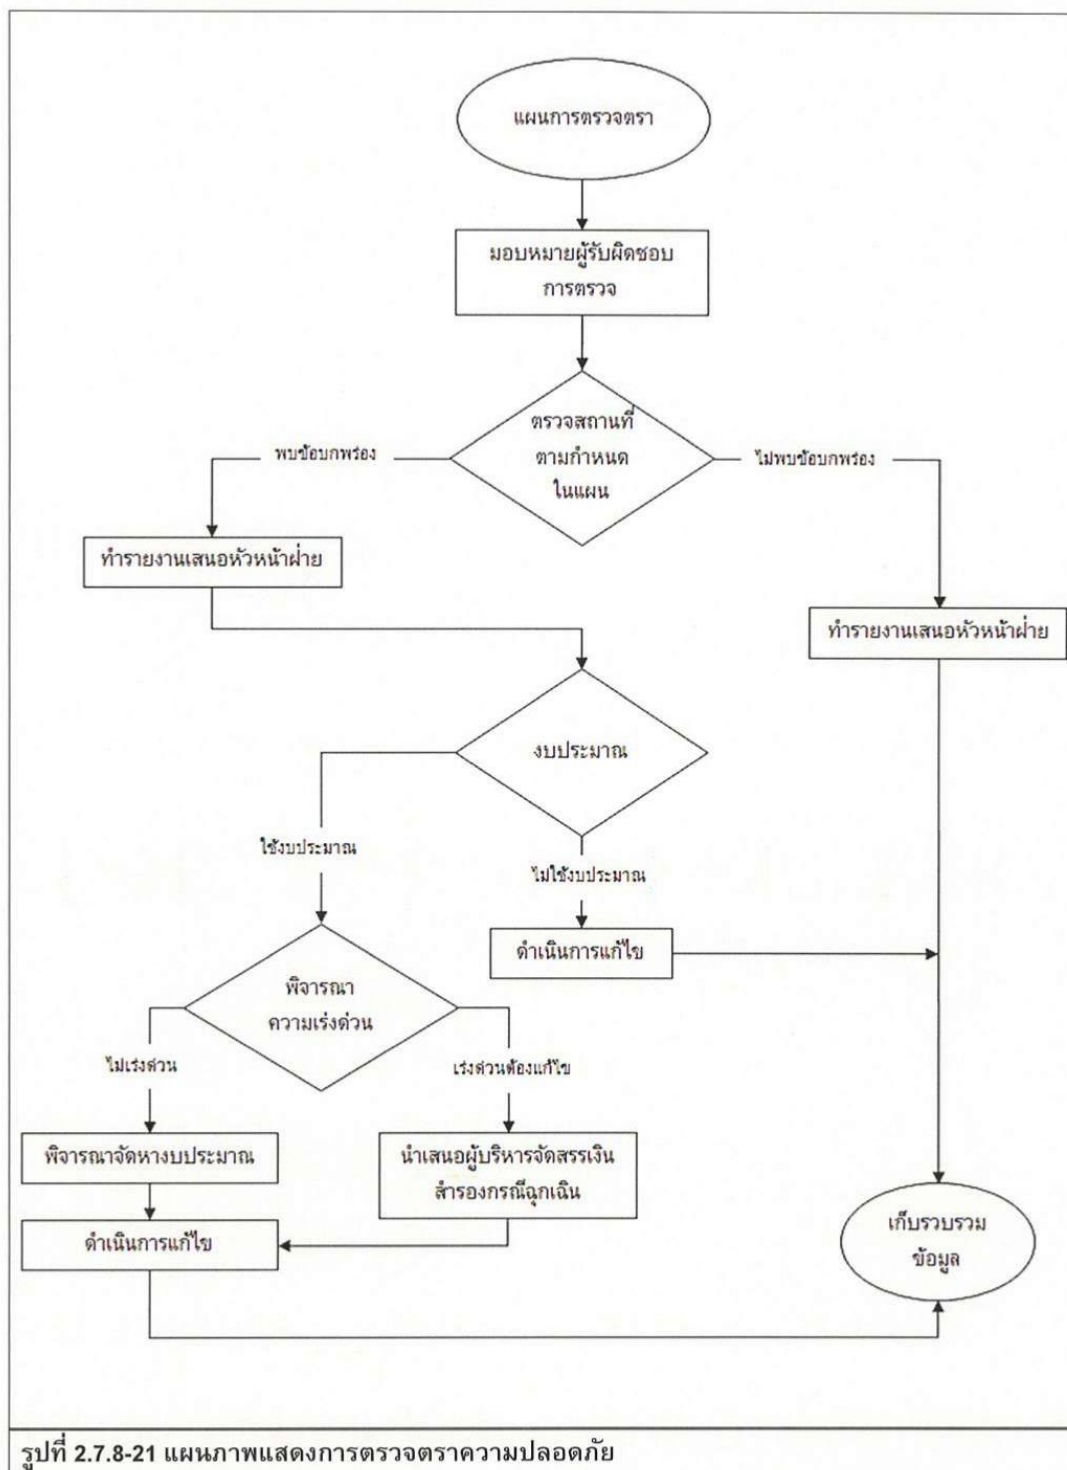 แผนการตรวจตรา
มอบหมายผู้รับผิดชอบ
การตรวจ
ตรวจสถานที่
ตามกำหนด
ในแผน
พบข้อบกพร่อง
ไม่พบข้อบกพร่อง
ทำรายงานเสนอหัวหน้าฝ่าย
ทำรายงานเสนอหัวหน้าฝ่าย
งบประมาณ
ใช้งบประมาณ
ไม่ใช้งบประมาณ
ดำเนินการแก้ไข
พิจารณา
ความเร่งด่วน
ไม่เร่งด่วน
เร่งด่วนต้องแก้ไข
พิจารณาจัดหางบประมาณ
นำเสนอผู้บริหารจัดสรรเงิน
สำรองกรณีฉุกเฉิน
ดำเนินการแก้ไข
เก็บรวบรวม
ข้อมูล
รูปที่ 2.7.8-21 แผนภาพแสดงการตรวจตราความปลอดภัย